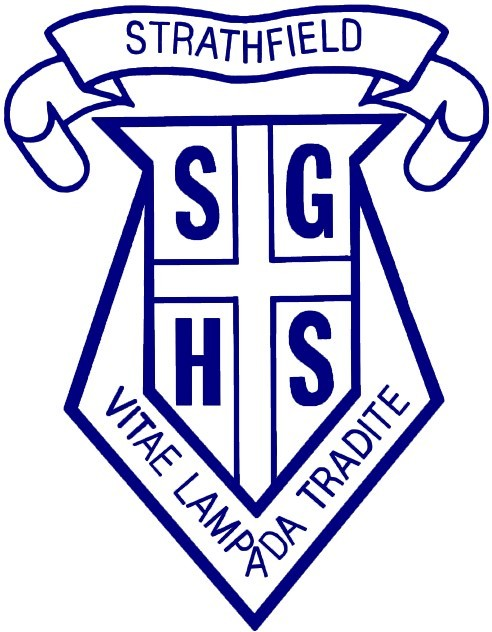 STRATHFIELD
S G
H S
VITAE LAMPADA TRADITE